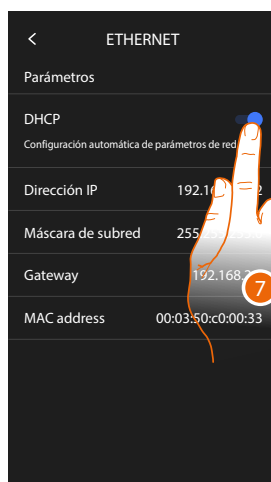 ETHERNET
Parámetros
DHCP
Configuración automática de parámetros de red
Dirección IP
Máscara de subred
Gateway
7
MAC address 00:03:50:c0:00:33